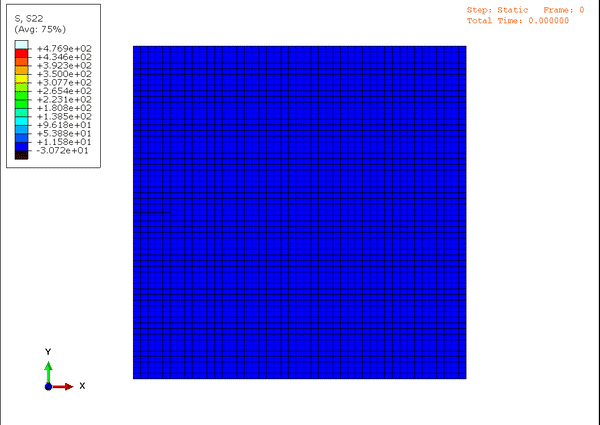 S, S22
(Avg: 75%)
+4.769e+02
+4.346e+02
+3.923e+02
+3.500e+02
+3.077e+02
+2.654e+02
+2.231e+02
+1.808e+02
+1.385e+02
+9.618e+01
+5.388e+01
+1.158e+01
-3.072e+01
Step: Static Frame: 0
Total Time: 0.000000
Y
X